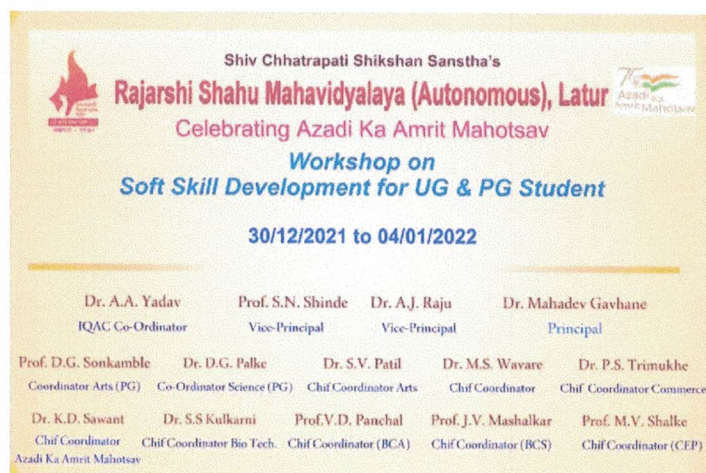 Shiv Chhatrapati Shikshan Sanstha's
Rajarshi Shahu Mahavidyalaya (Autonomous), Latur
Azadi Ka
Amrit Mahotsav
Celebrating Azadi Ka Amrit Mahotsav
Workshop on
Soft Skill Development for UG & PG Student
30/12/2021 to 04/01/2022
Dr. A.A. Yadav Prof. S.N. Shinde Dr. A.J. Raju Dr. Mahadev Gavhane
IQAC Co-Ordinator Vice-Principal Vice-Principal Principal
Prof. D.G. Sonkamble Dr. D.G. Palke Dr. S.V. Patil Dr. M.S. Wavare Dr. P.S. Trimukhe
Coordinator Arts (PG) Co-Ordinator Science (PG) Chif Coordinator Arts Chif Coordinator Chif Coordinator Commerce
Dr. K.D. Sawant Dr. S.S Kulkarni Prof.V.D. Panchal Prof. J.V. Mashalkar Prof. M.V. Shalke
Chif Coordinator Chif Coordinator Bio Tech. Chif Coordinator (BCA) Chif Coordinator (BCS) Chif Coordinator (CEP)
Azadi Ka Amrit Mahotsav